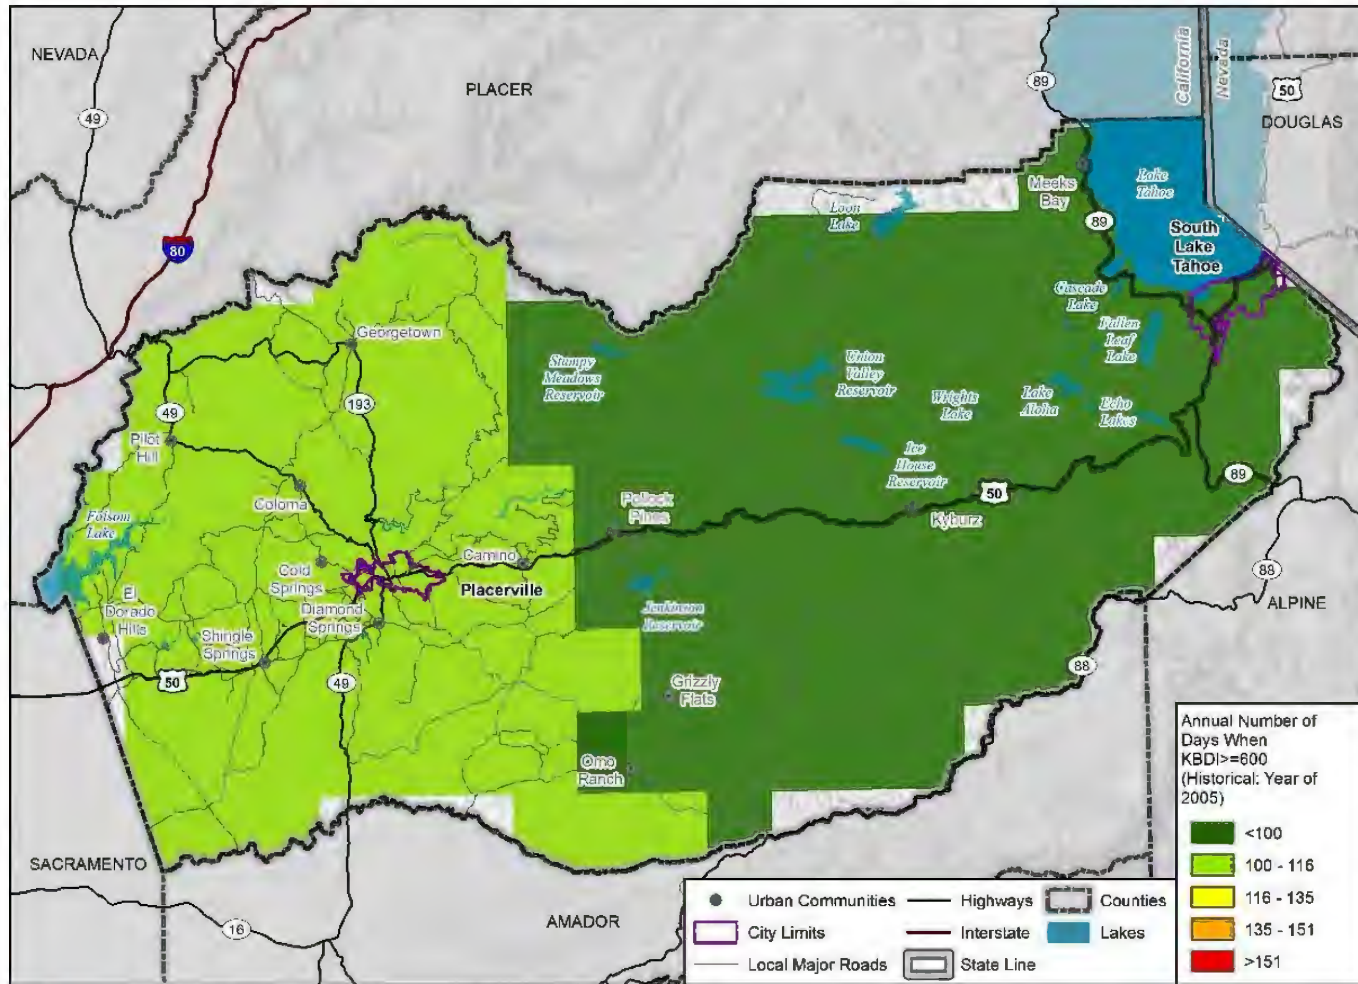 NEVADA
49
PLACER
89
California
Nevada
50
DOUGLAS
80
Meeks
Bay
Lake
Tahoe
89
South
Lake
Tahoe
Loon
Lake
Cascade
Lake
Fallen
Leaf
Lake
Georgetown
Stumpy
Meadows
Reservoir
Union
Valley
Reservoir
Wrights
Lake
Lake
Aloha
Echo
Lakes
49
193
Pilot
Hill
Coloma
Ice
House
Reservoir
89
50
Kyburz
Pollock
Pines
Folsom
Lake
Camino
Cold
Springs
Placerville
88
ALPINE
El
Dorado
Hills
Diamond
Springs
Jenkinson
Reservoir
Shingle
Springs
50
49
Grizzly
Flats
88
Omo
Ranch
SACRAMENTO
16
AMADOR
Annual Number of
Days When
KBDI>=600
(Historical: Year of
2005)
<100
100 - 116
116 - 135
135 - 151
>151
Urban Communities
Highways
Counties
City Limits
Interstate
Lakes
Local Major Roads
State Line